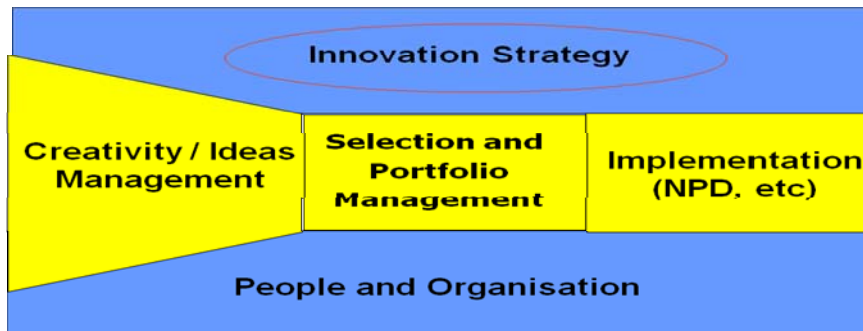 Innovation Strategy
Creativity / Ideas
Management
Selection and
Portfolio
Management
Implementation
(NPD, etc)
People and Organisation